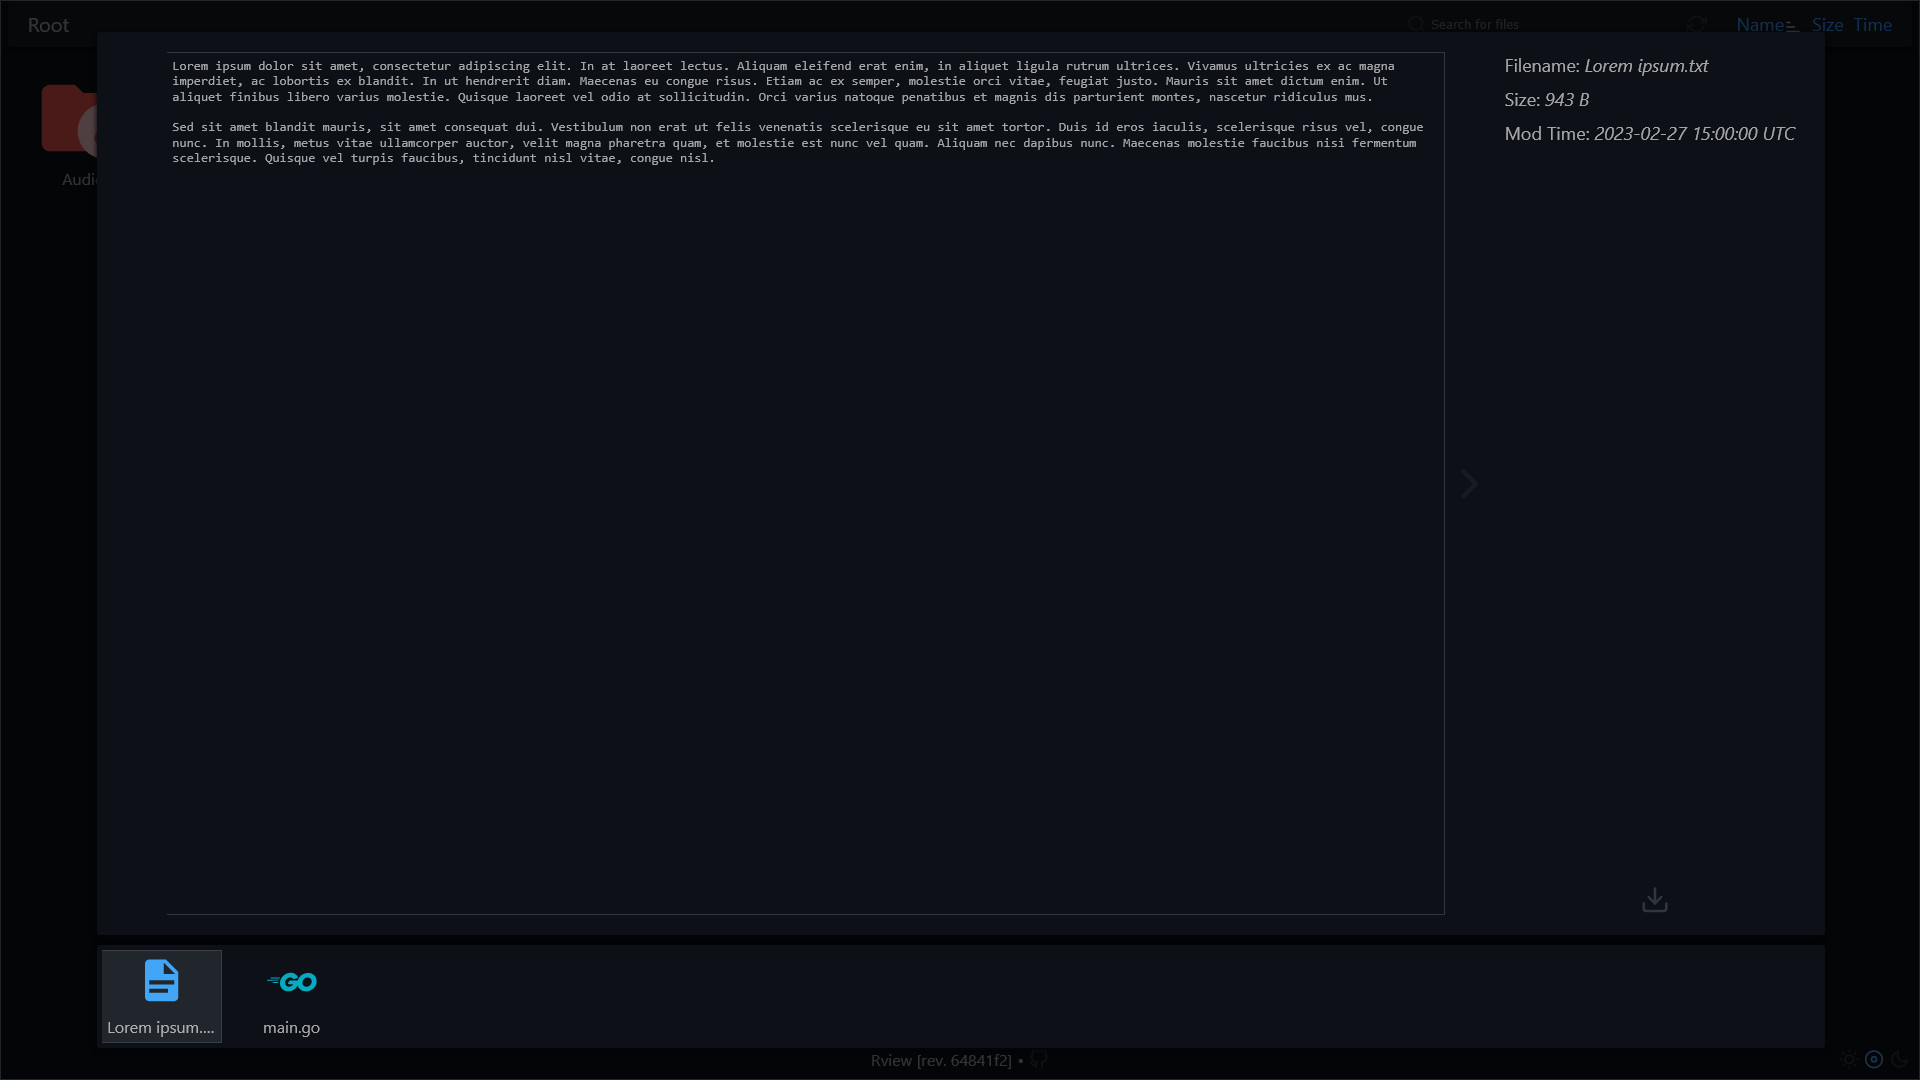 Root
Search for files
Name Size Time
Lorem ipsum dolor sit amet, consectetur adipiscing elit. In at laoreet lectus. Aliquam eleifend erat enim, in aliquet ligula rutrum ultrices. Vivamus ultricies ex ac magna
imperdiet, ac lobortis ex blandit. In ut hendrerit diam. Maecenas eu congue risus. Etiam ac ex semper, molestie orci vitae, feugiat justo. Mauris sit amet dictum enim. Ut
aliquet finibus libero varius molestie. Quisque laoreet vel odio at sollicitudin. Orci varius natoque penatibus et magnis dis parturient montes, nascetur ridiculus mus.
Sed sit amet blandit mauris, sit amet consequat dui. Vestibulum non erat ut felis venenatis scelerisque eu sit amet tortor. Duis id eros iaculis, scelerisque risus vel, congue
nunc. In mollis, metus vitae ullamcorper auctor, velit magna pharetra quam, et molestie est nunc vel quam. Aliquam nec dapibus nunc. Maecenas molestie faucibus nisi fermentum
scelerisque. Quisque vel turpis faucibus, tincidunt nisl vitae, congue nisl.
Filename: Lorem ipsum.txt
Size: 943 B
Mod Time: 2023-02-27 15:00:00 UTC
Audi
GO
Lorem ipsum....
main.go
Rview [rev. 64841f2] •